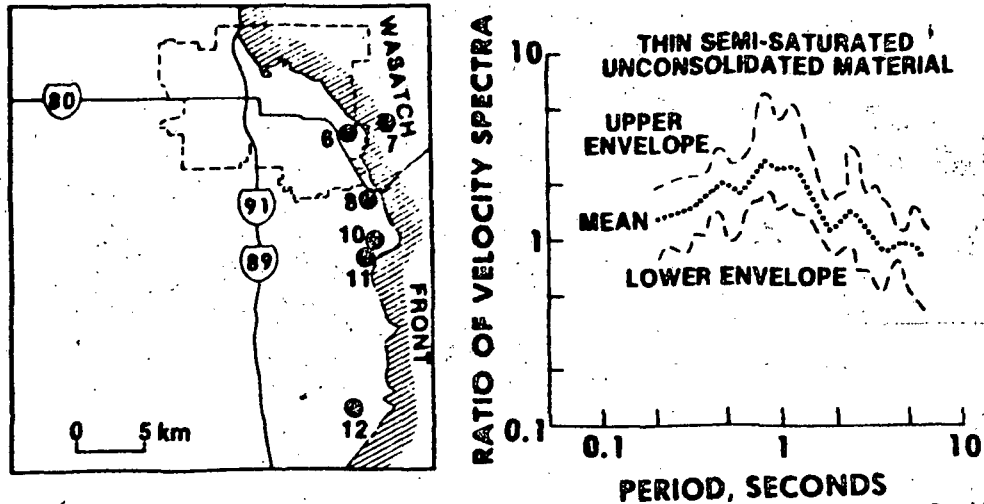 WASATCH
FRONT
80
91
89
6
7
8
10
11
12
0 5 km
RATIO OF VELOCITY SPECTRA
10
1
0.1
THIN SEMI-SATURATED
UNCONSOLIDATED MATERIAL
UPPER
ENVELOPE
MEAN
LOWER ENVELOPE
0.1 1 10
PERIOD, SECONDS